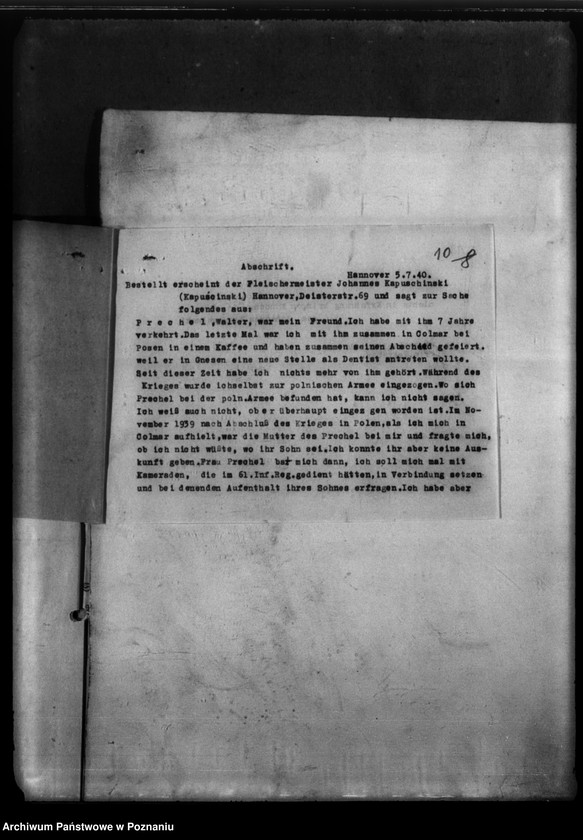 10
8
Abschrift.
Hannover 5.7.40.
Bestellt erscheint der Fleischermeister Johannes Kapuschinski
(Kapuścinski) Hannover,Deisterstr.69 und sagt zur Sache
folgendes aus:
P r e c h e l ,Walter, war mein Freund.Ich habe mit ihm 7 Jahre
verkehrt.Das letzte Mal war ich mit ihm zusammen in Colmar bei
Posen in einem Kaffee und haben zusammen seinen Abschied gefeiert.
weil er in Gnesen eine neue Stelle als Dentist antreten wollte.
Seit dieser Zeit habe ich nichts mehr von ihm gehört.Während des
Krieges wurde ichselbst zur polnischen Armee eingezogen.Wo sich
Prechel bei der poln.Armee befunden hat, kann ich nicht sagen.
Ich weiß auch nicht, ob er überhaupt eingezogen worden ist.Im No-
vember 1939 nach Abschluß des Krieges in Polen,als ich mich in
Colmar aufhielt,war die Mutter des Prechel bei mir und fragte mich,
ob ich nicht wüßte, wo ihr Sohn sei.Ich konnte ihr aber keine Aus-
kunft geben.Frau Prechel bat mich dann, ich soll mich mal mit
Kameraden, die im 61.Inf.Reg.gedient hätten,in Verbindung setzen
und bei denenden Aufenthalt ihres Sohnes erfragen.Ich habe aber
Archiwum Państwowe w Poznaniu